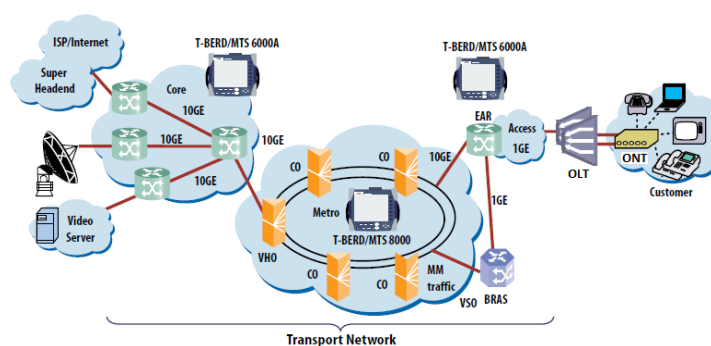 ISP/Internet
Super
Headend
T-BERD/MTS 6000A
Core
10GE
10GE
10GE
10GE
Video
Server
VHO
CO
CO
CO
CO
Metro
T-BERD/MTS 8000
MM
traffic
10GE
T-BERD/MTS 6000A
EAR
Access
1GE
1GE
VSO
BRAS
OLT
ONT
Customer
Transport Network